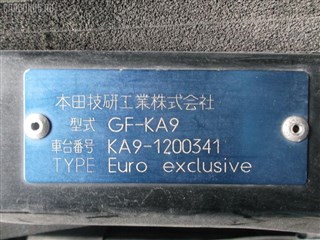 本田技研工業株式会社
型式 GF-KA9
車台番号 KA9-1200341
TYPE Euro exclusive